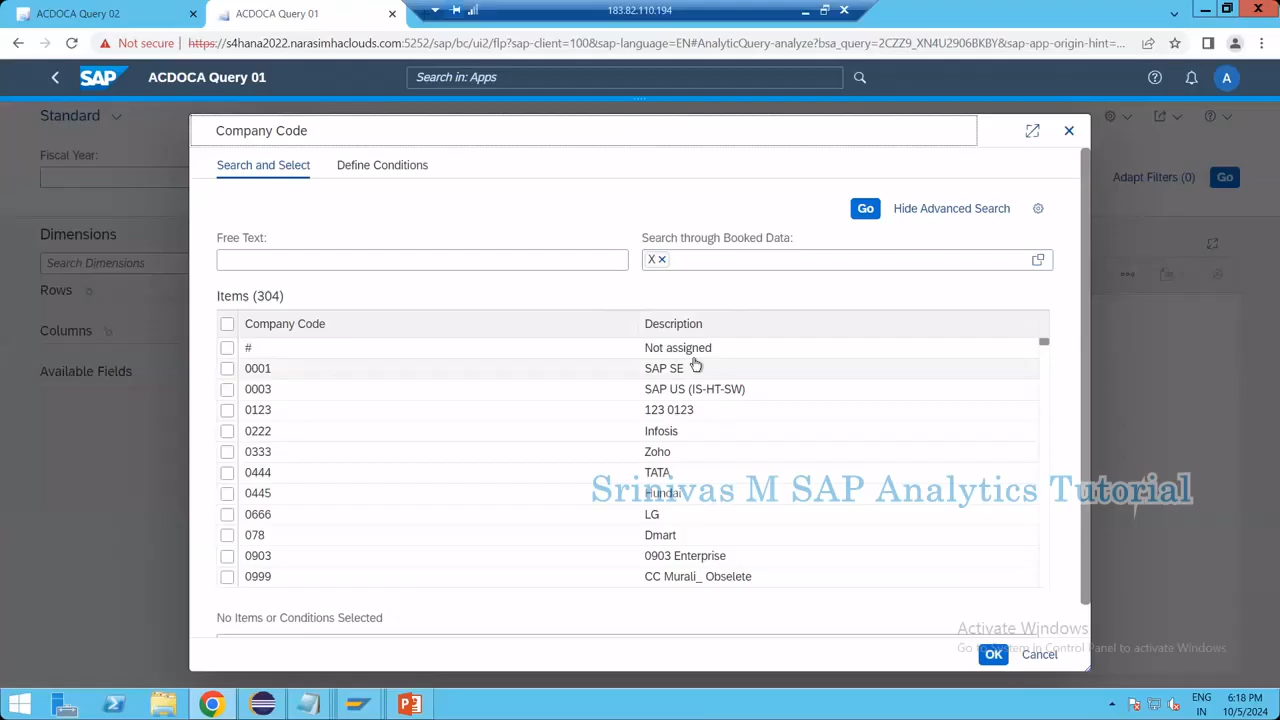 ACDOCA Query 02
ACDOCA Query 01
183.82.110.194
Not secure
https://s4hana2022.narasimhaclouds.com:5252/sap/bc/ui2/flp?sap-client=100&sap-language=EN#AnalyticQuery-analyze?bsa_query=2CZZ9_XN4U2906BKBY&sap-app-origin-hint=...
SAP
ACDOCA Query 01
Search in: Apps
A
Standard
Fiscal Year:
Adapt Filters (0)
Go
Dimensions
Search Dimensions
Rows
Columns
Available Fields
Company Code
Search and Select
Define Conditions
Go
Hide Advanced Search
Free Text:
Search through Booked Data:
X
Items (304)
Company Code Description
# Not assigned
0001 SAP SE
0003 SAP US (IS-HT-SW)
0123 123 0123
0222 Infosis
0333 Zoho
0444 TATA
0445 Hundai
0666 LG
078 Dmart
0903 0903 Enterprise
0999 CC Murali_ Obselete
Srinivas M SAP Analytics Tutorial
No Items or Conditions Selected
Activate Windows
Go to System in Control Panel to activate Windows.
OK
Cancel
ENG
IN
6:18 PM
10/5/2024